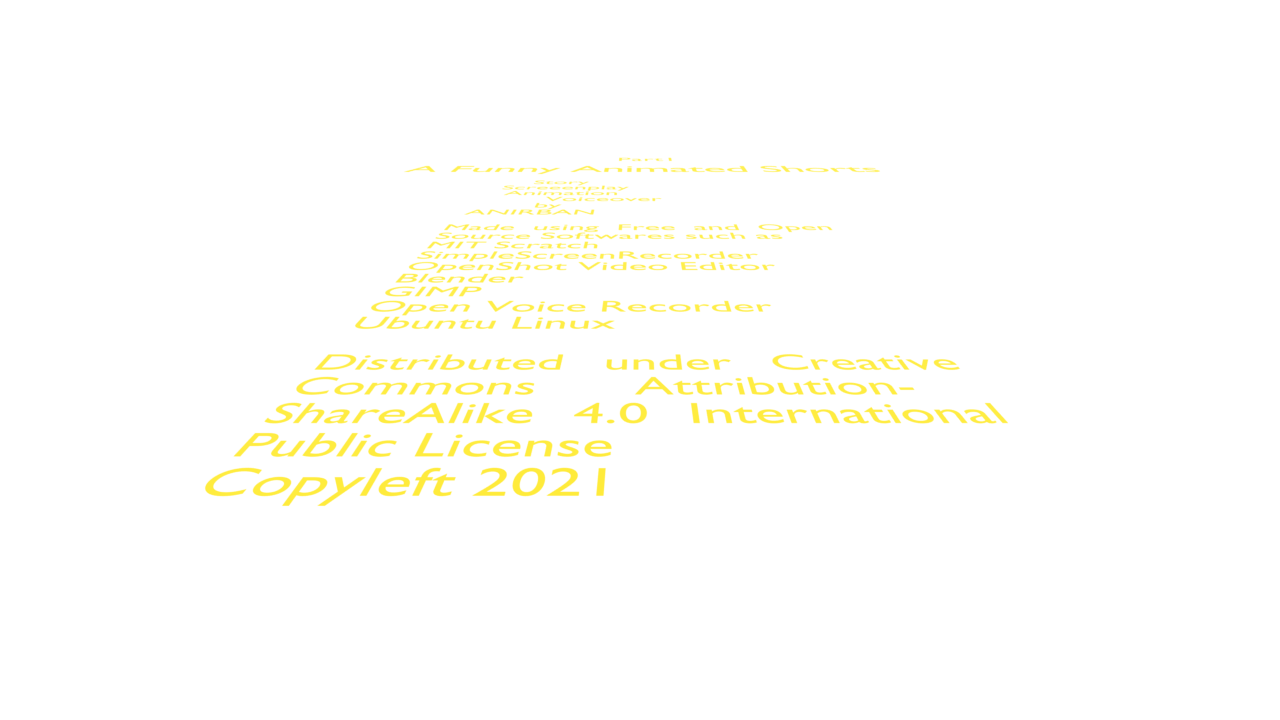 Part I
A Funny Animated Shorts
Story
Screeenplay
Animation
Voiceover
by
ANIRBAN
Made using Free and Open
Source Softwares such as
MIT Scratch
SimpleScreenRecorder
OpenShot Video Editor
Blender
GIMP
Open Voice Recorder
Ubuntu Linux
Distributed under Creative
Commons Attribution-
ShareAlike 4.0 International
Public License
Copyleft 2021